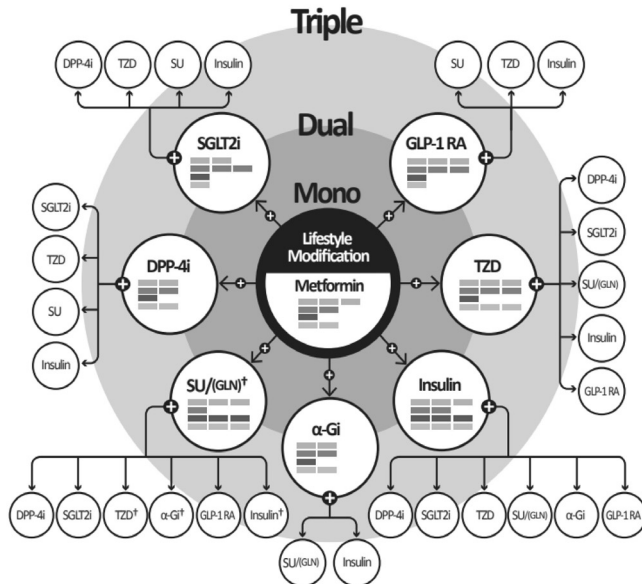 Triple
DPP-4i
TZD
SU
Insulin
SU
TZD
Insulin
Dual
SGLT2i
GLP-1 RA
Mono
Lifestyle
Modification
Metformin
DPP-4i
TZD
SGLT2i
TZD
SU
Insulin
DPP-4i
SGLT2i
SU/(GLN)
Insulin
GLP-1 RA
SU/(GLN)†
Insulin
α-Gi
DPP-4i
SGLT2i
TZD†
α-Gi†
GLP-1 RA
Insulin†
DPP-4i
SGLT2i
TZD
SU/(GLN)
α-Gi
GLP-1 RA
SU/(GLN)
Insulin